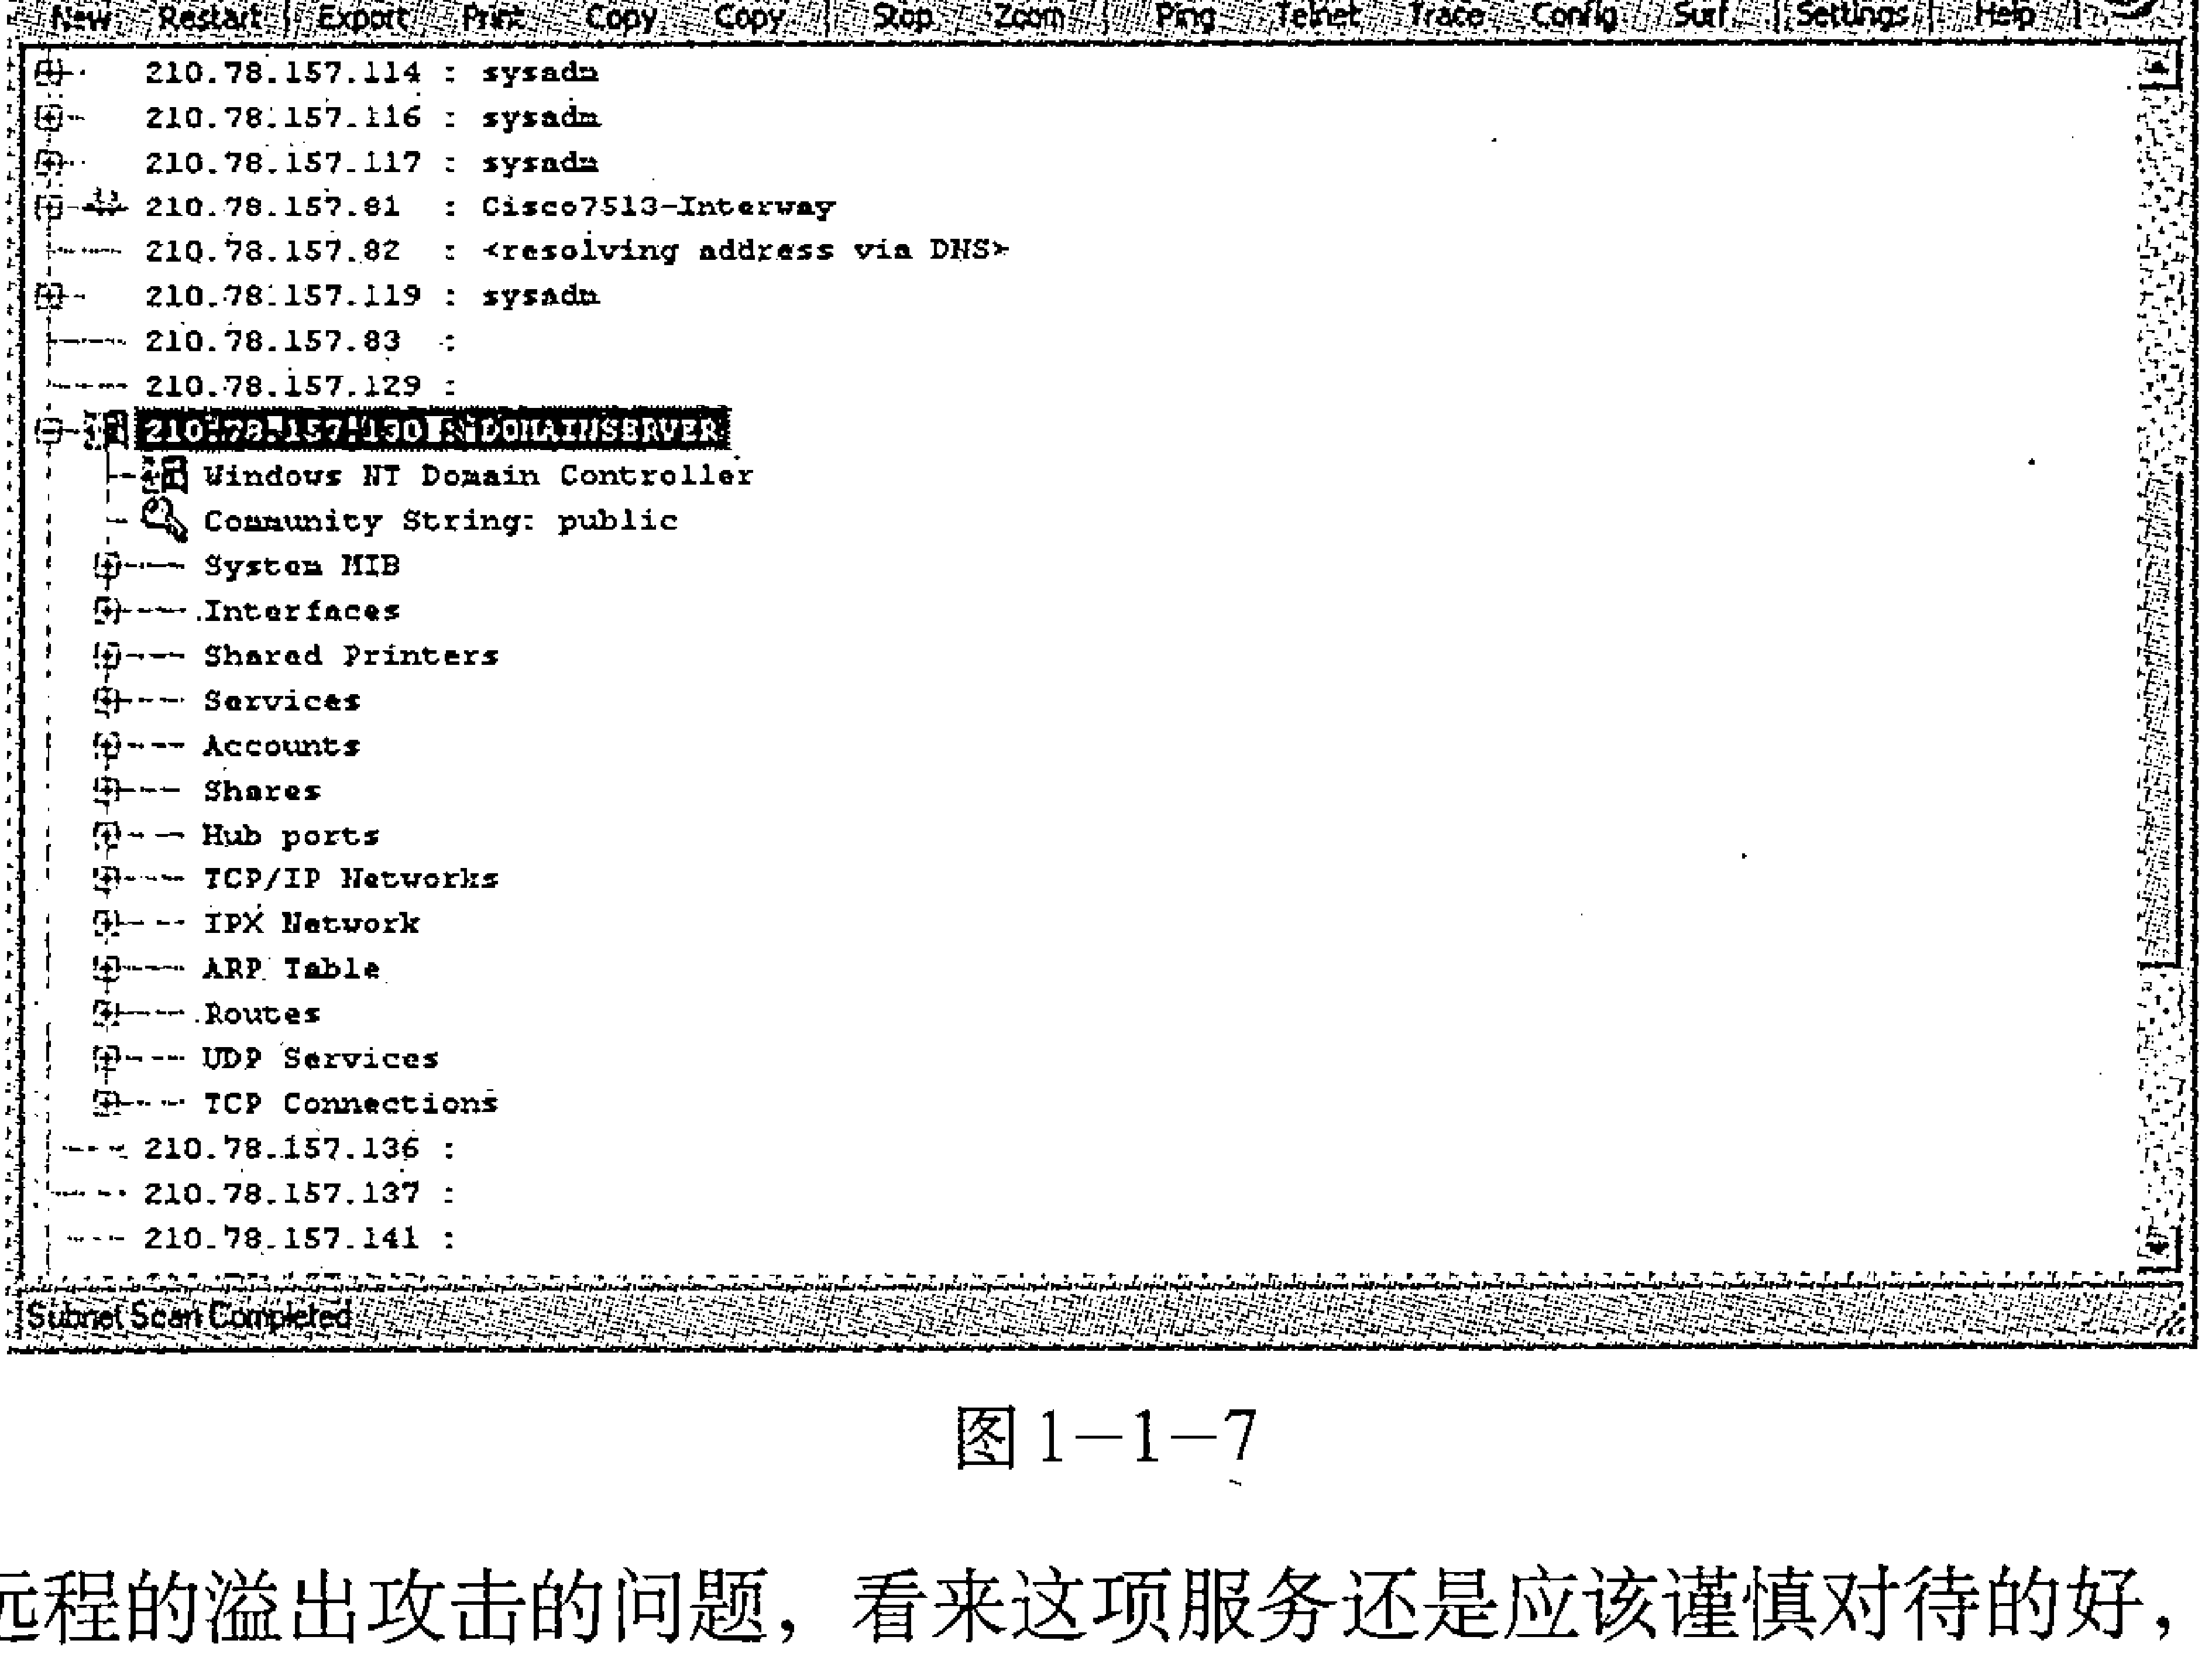 New Restart Export Print Copy Copy Stop Zoom Ping Telnet Trace Config Surf Settings Help
210.78.157.114 : sysadm
210.78.157.116 : sysadm
210.78.157.117 : sysadm
210.78.157.81 : Cisco7513-Interway
210.78.157.82 : <resolving address via DNS>
210.78.157.119 : sysadm
210.78.157.83 :
210.78.157.129 :
210.78.157.130 : DOMAINSERVER
Windows NT Domain Controller
Community String: public
System MIB
Interfaces
Shared Printers
Services
Accounts
Shares
Hub ports
TCP/IP Networks
IPX Network
ARP Table
Routes
UDP Services
TCP Connections
210.78.157.136 :
210.78.157.137 :
210.78.157.141 :
Subnet Scan Completed
图1-1-7
远程的溢出攻击的问题，看来这项服务还是应该谨慎对待的好，